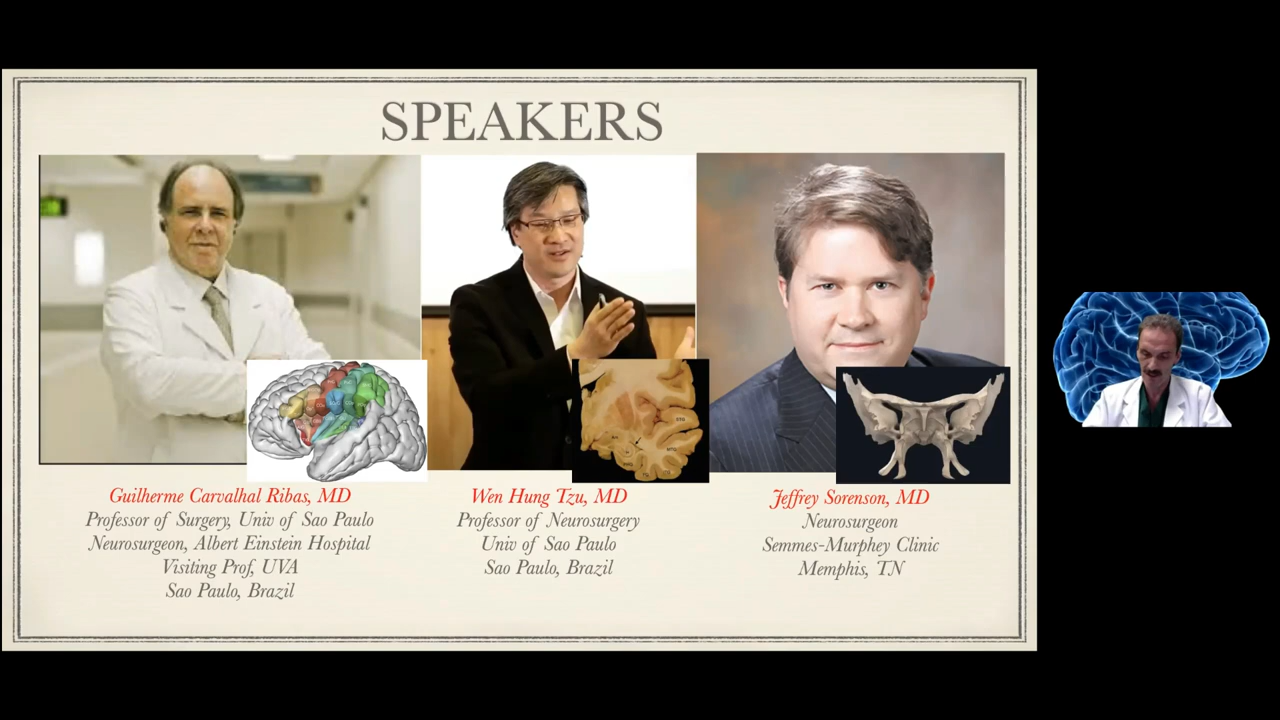 SPEAKERS
Guilherme Carvalhal Ribas, MD
Professor of Surgery, Univ of Sao Paulo
Neurosurgeon, Albert Einstein Hospital
Visiting Prof, UVA
Sao Paulo, Brazil
Wen Hung Tzu, MD
Professor of Neurosurgery
Univ of Sao Paulo
Sao Paulo, Brazil
Jeffrey Sorenson, MD
Neurosurgeon
Semmes-Murphey Clinic
Memphis, TN